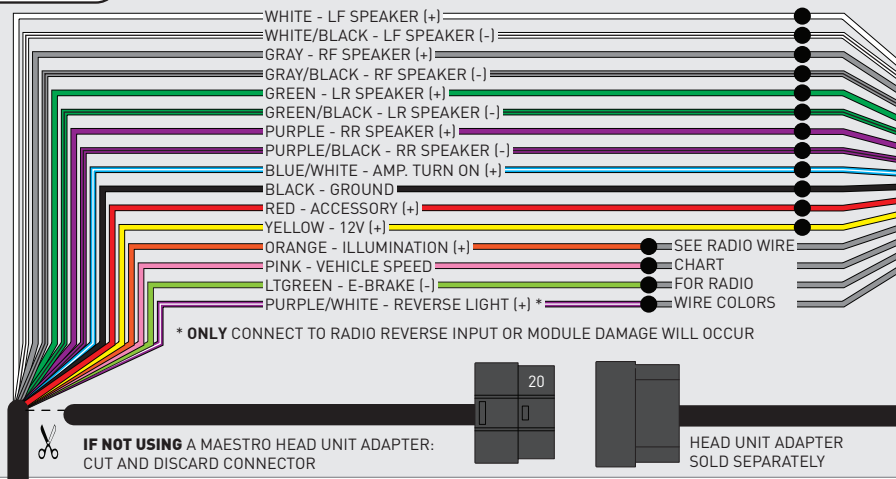 WHITE - LF SPEAKER (+)
WHITE/BLACK - LF SPEAKER (-)
GRAY - RF SPEAKER (+)
GRAY/BLACK - RF SPEAKER (-)
GREEN - LR SPEAKER (+)
GREEN/BLACK - LR SPEAKER (-)
PURPLE - RR SPEAKER (+)
PURPLE/BLACK - RR SPEAKER (-)
BLUE/WHITE - AMP. TURN ON (+)
BLACK - GROUND
RED - ACCESSORY (+)
YELLOW - 12V (+)
ORANGE - ILLUMINATION (+)
PINK - VEHICLE SPEED
LTGREEN - E-BRAKE (-)
PURPLE/WHITE - REVERSE LIGHT (+) *
SEE RADIO WIRE
CHART
FOR RADIO
WIRE COLORS
* ONLY CONNECT TO RADIO REVERSE INPUT OR MODULE DAMAGE WILL OCCUR
20
IF NOT USING A MAESTRO HEAD UNIT ADAPTER:
CUT AND DISCARD CONNECTOR
HEAD UNIT ADAPTER
SOLD SEPARATELY